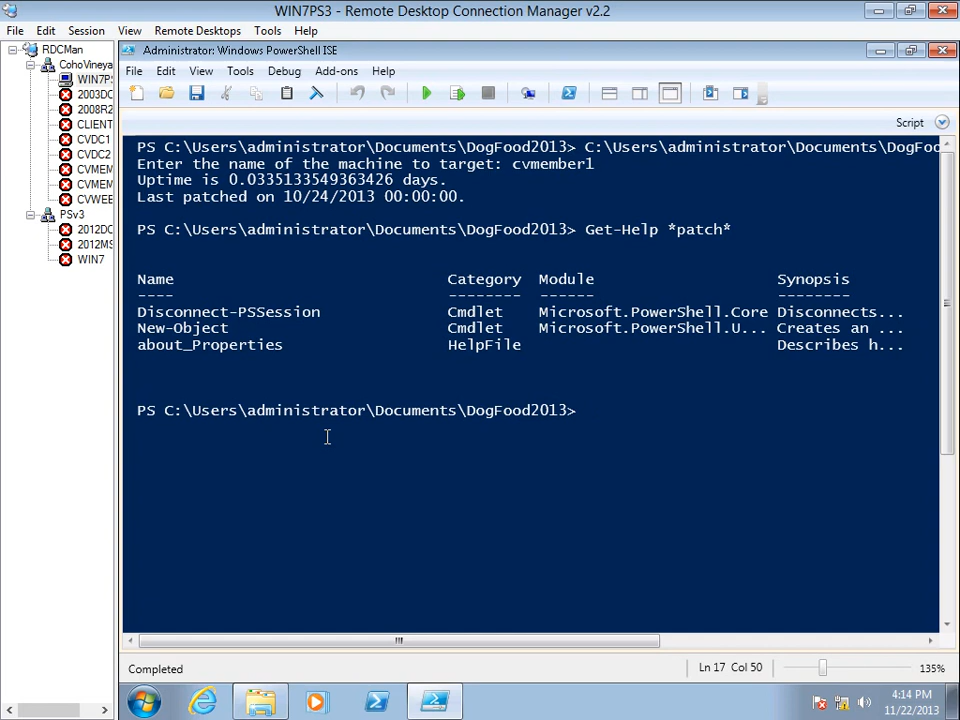 WIN7PS3 - Remote Desktop Connection Manager v2.2
File Edit Session View Remote Desktops Tools Help
RDCMan
CohoVineya
WIN7PS
2003DC
2008R2
CLIENT
CVDC1
CVDC2
CVMEM
CVMEM
CVWEE
PSv3
2012DC
2012MS
WIN7
Administrator: Windows PowerShell ISE
File Edit View Tools Debug Add-ons Help
Script
PS C:\Users\administrator\Documents\DogFood2013> C:\Users\administrator\Documents\DogFoo
Enter the name of the machine to target: cvmember1
Uptime is 0.0335133549363426 days.
Last patched on 10/24/2013 00:00:00.
PS C:\Users\administrator\Documents\DogFood2013> Get-Help *patch*
Name Category Module Synopsis
---- -------- ------ --------
Disconnect-PSSession Cmdlet Microsoft.PowerShell.Core Disconnects...
New-Object Cmdlet Microsoft.PowerShell.U... Creates an ...
about_Properties HelpFile Describes h...
PS C:\Users\administrator\Documents\DogFood2013>
Completed Ln 17 Col 50 135%
4:14 PM
11/22/2013